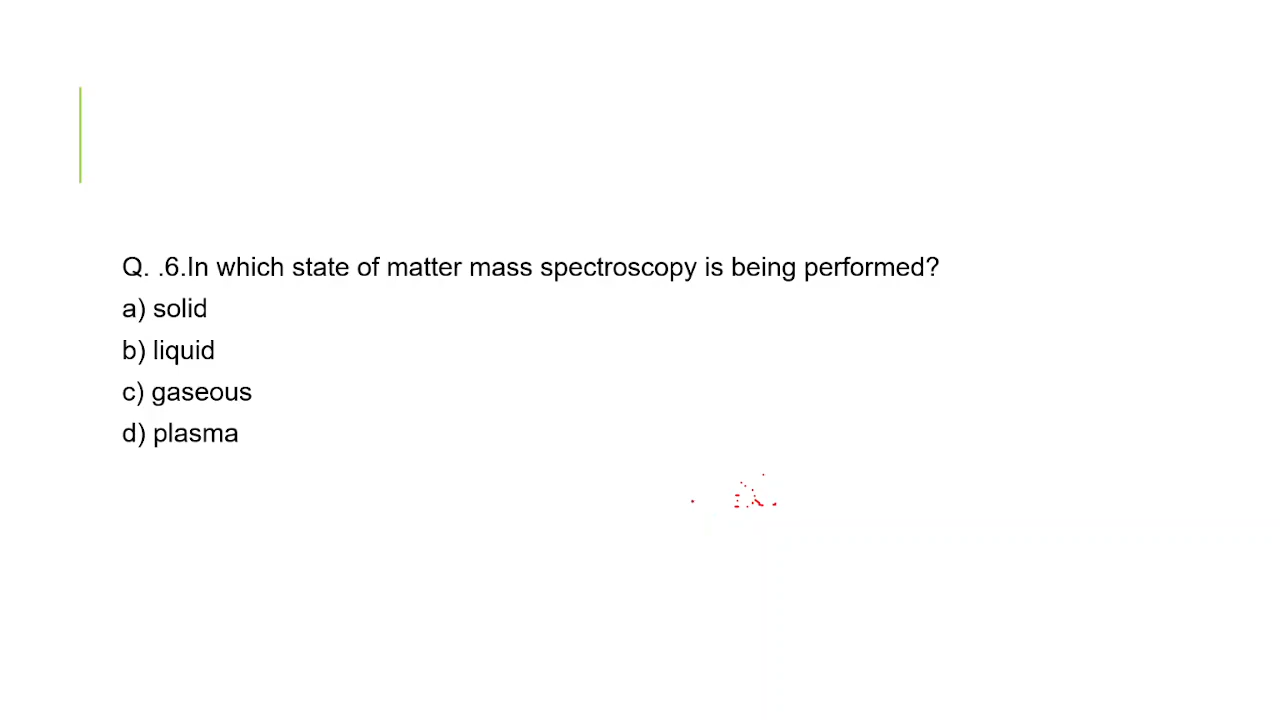 Q. .6.In which state of matter mass spectroscopy is being performed?
a) solid
b) liquid
c) gaseous
d) plasma